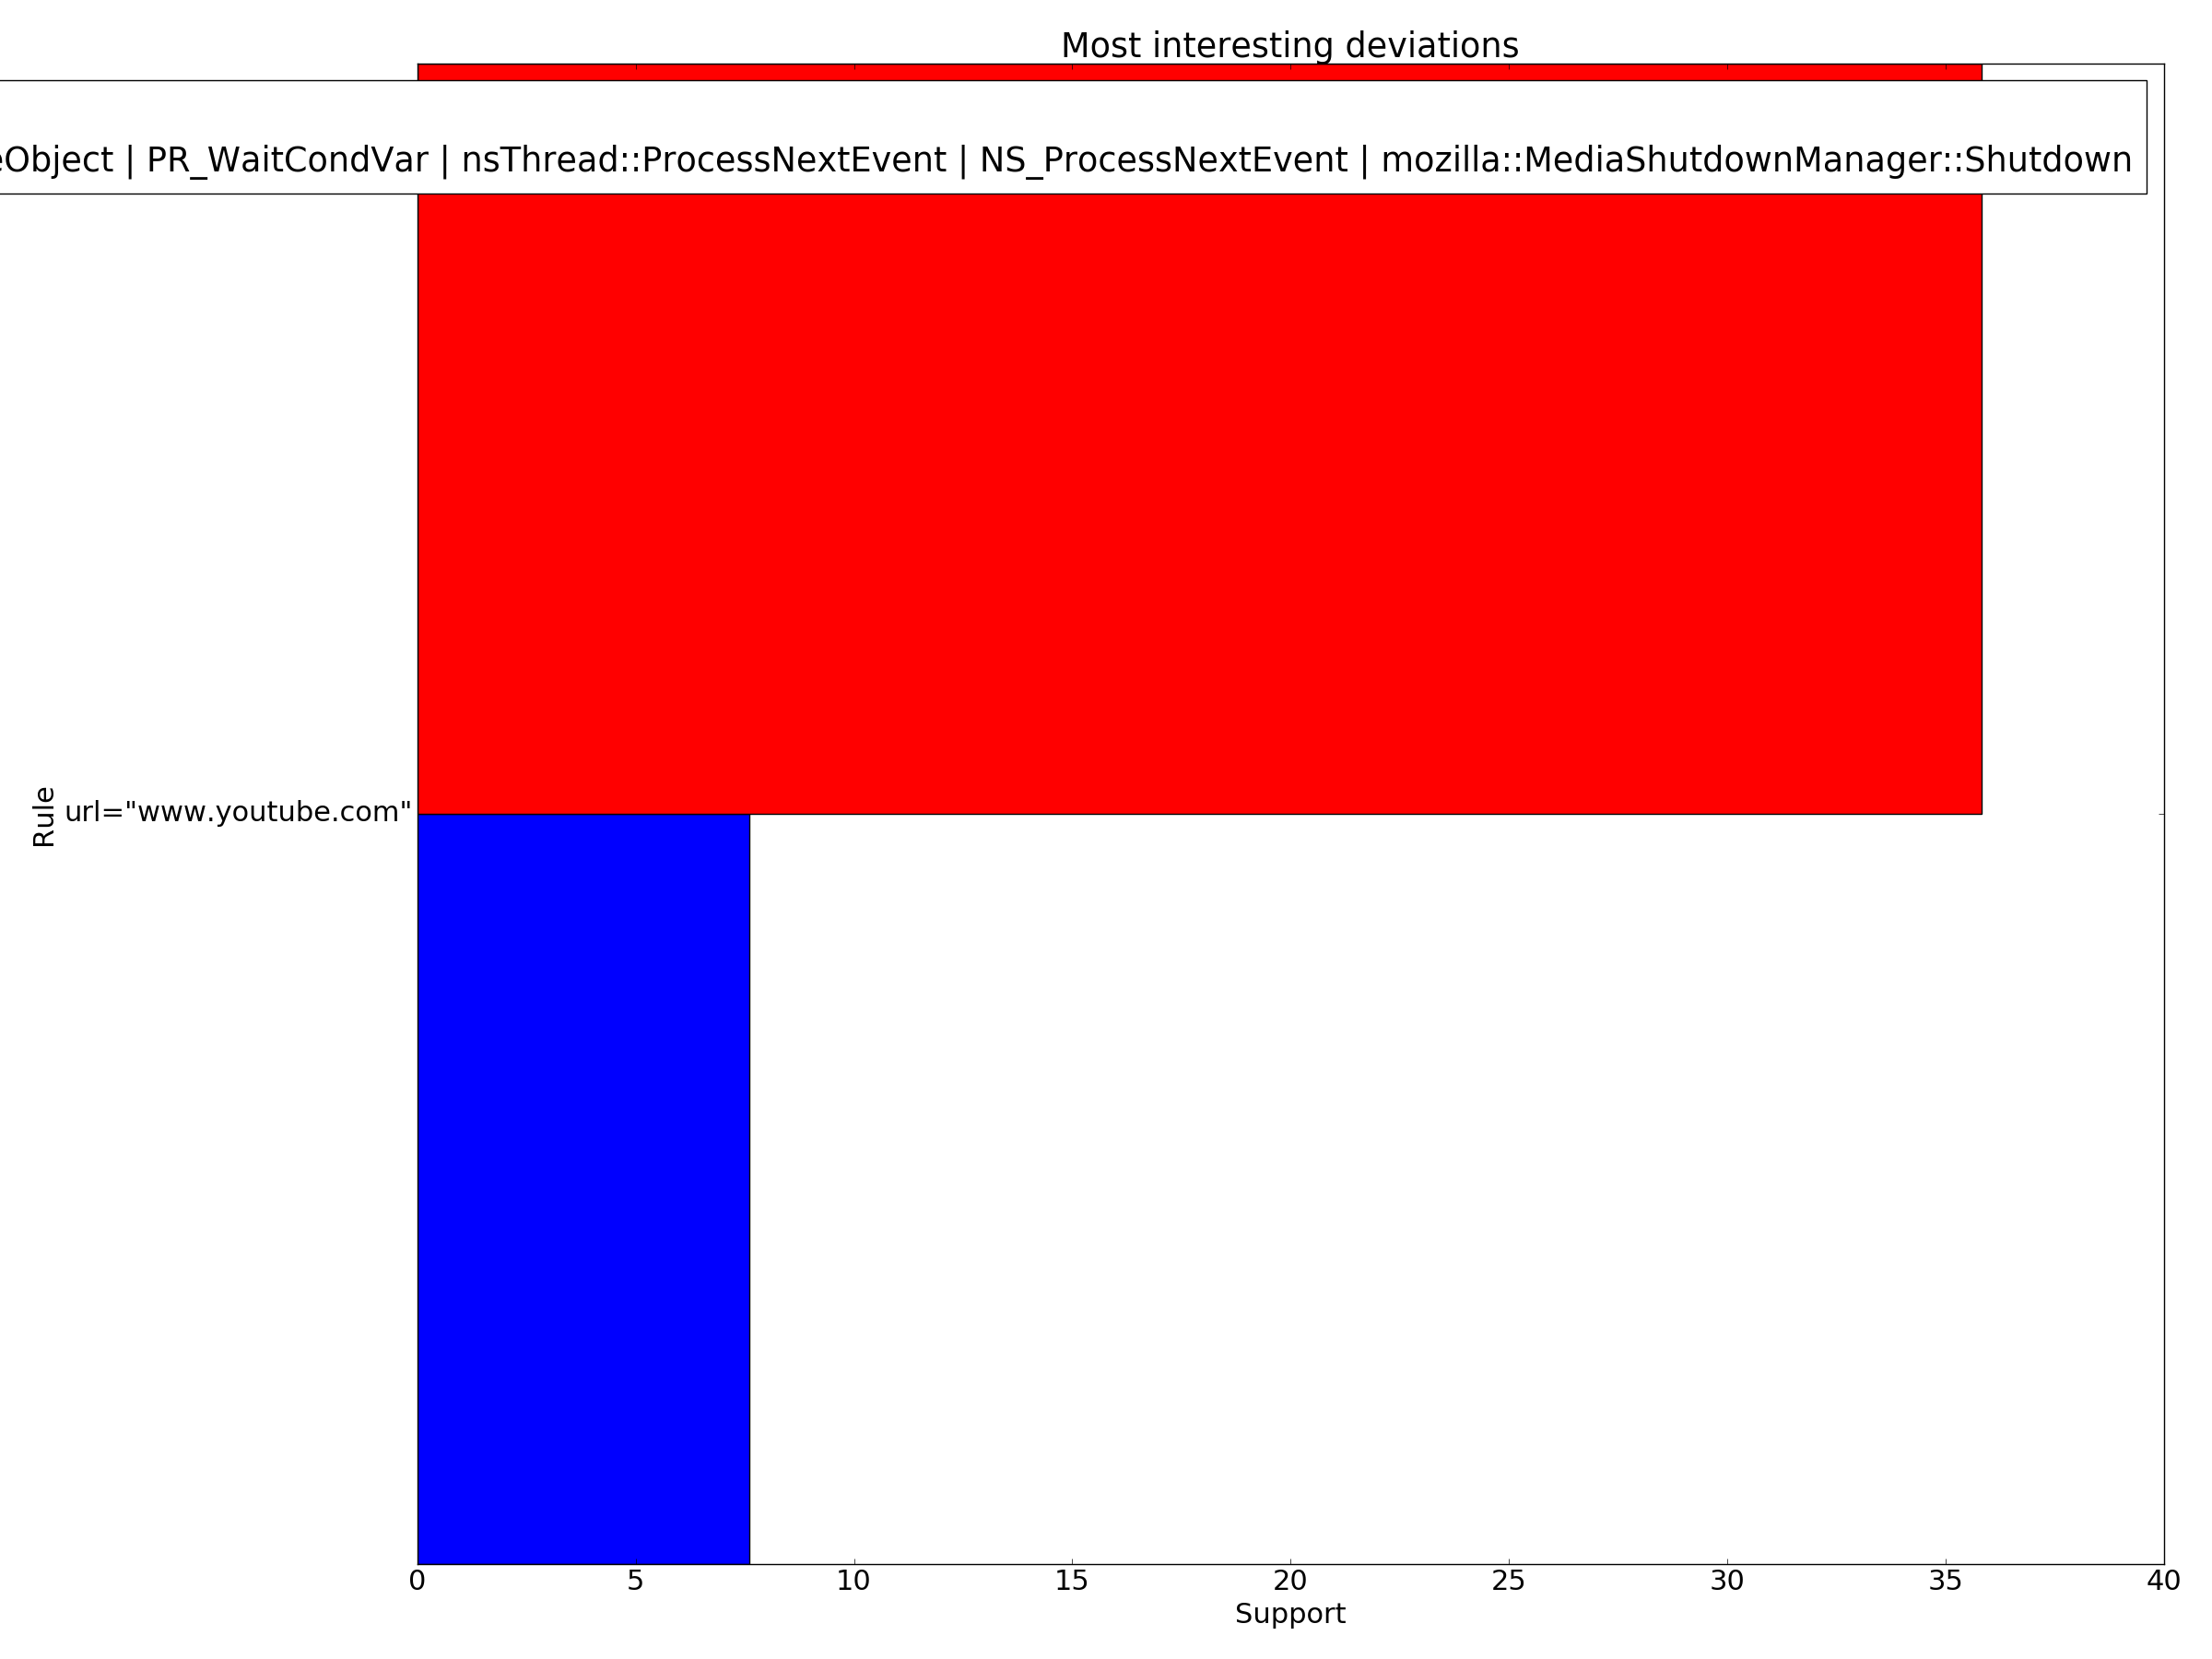 Most interesting deviations
Object | PR_WaitCondVar | nsThread::ProcessNextEvent | NS_ProcessNextEvent | mozilla::MediaShutdownManager::Shutdown
Rule
url="www.youtube.com"
0 5 10 15 20 25 30 35 40
Support